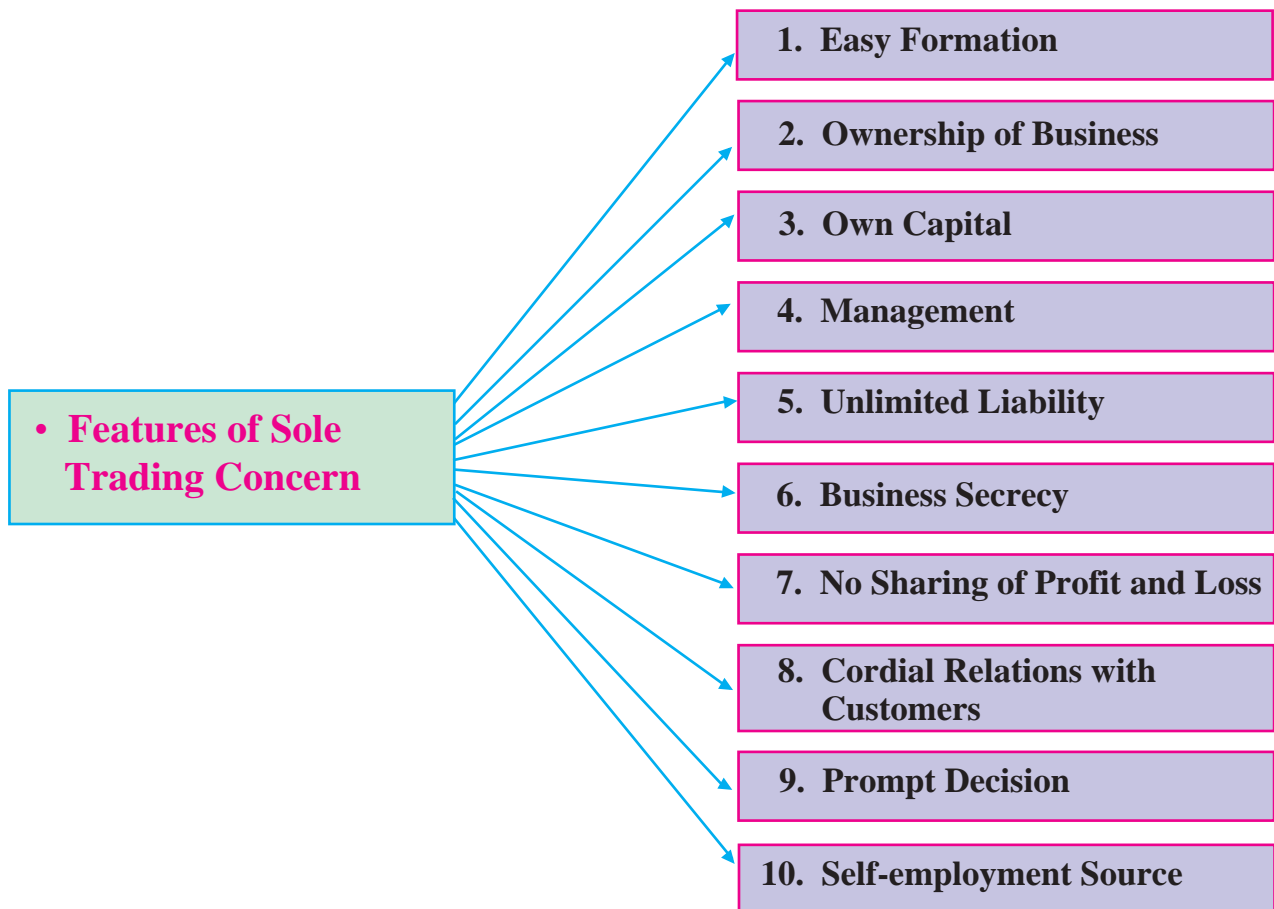 1. Easy Formation
2. Ownership of Business
3. Own Capital
4. Management
• Features of Sole
Trading Concern
5. Unlimited Liability
6. Business Secrecy
7. No Sharing of Profit and Loss
8. Cordial Relations with
Customers
9. Prompt Decision
10. Self-employment Source